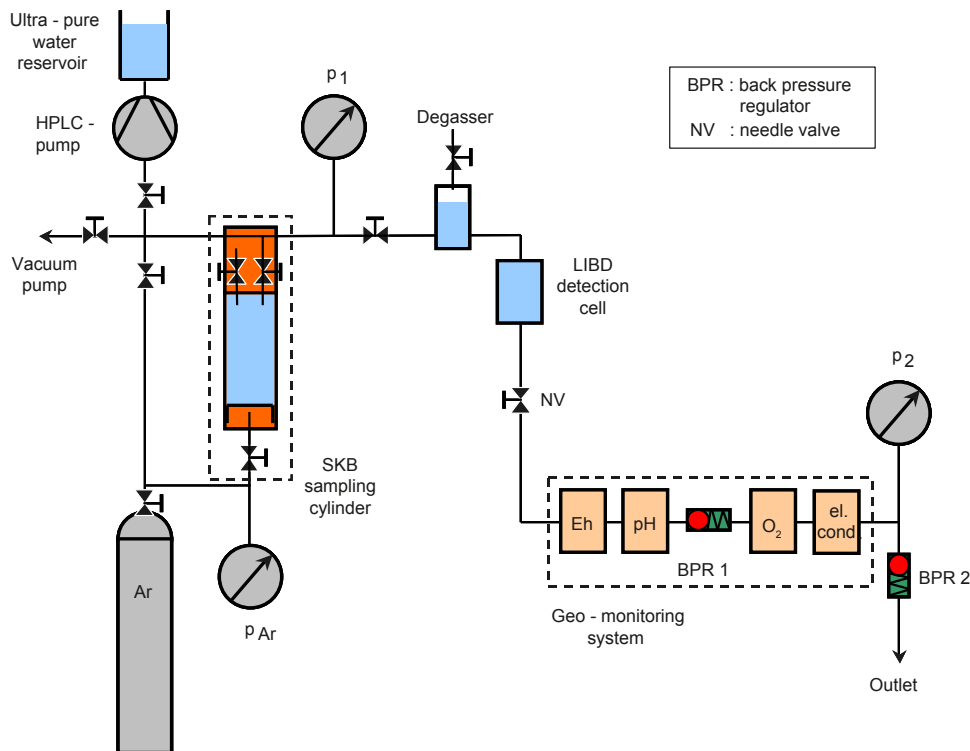 Ultra - pure
water
reservoir
HPLC -
pump
Vacuum
pump
p 1
Degasser
BPR : back pressure
regulator
NV : needle valve
LIBD
detection
cell
NV
p 2
SKB
sampling
cylinder
Ar
p Ar
Eh
pH
O2
el.
cond.
BPR 1
BPR 2
Geo - monitoring
system
Outlet